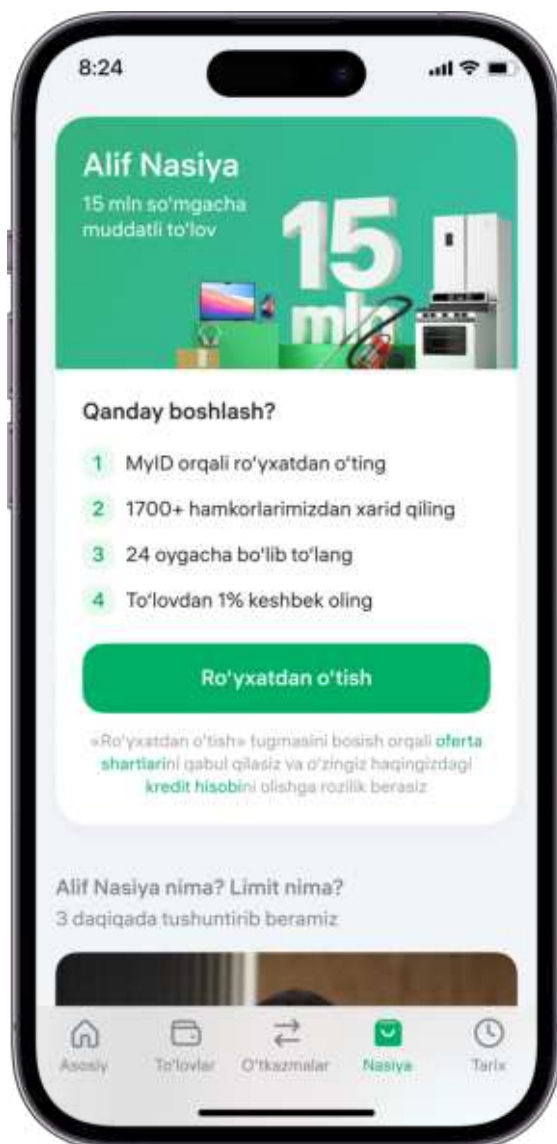 8:24
Alif Nasiya
15 mln so'mgacha
muddatli to'lov
15
mln
Qanday boshlash?
1 MyID orqali ro'yxatdan o'ting
2 1700+ hamkorlarimizdan xarid qiling
3 24 oygacha bo'lib to'lang
4 To'lovdan 1% keshbek oling
Ro'yxatdan o'tish
«Ro'yxatdan o'tish» tugmasini bosish orqali oferta
shartlarini qabul qilasiz va o'zingiz haqingizdagi
kredit hisobini olishga rozilik berasiz
Alif Nasiya nima? Limit nima?
3 daqiqada tushuntirib beramiz
Asosiy To'lovlar O'tkazmalar Nasiya Tarix